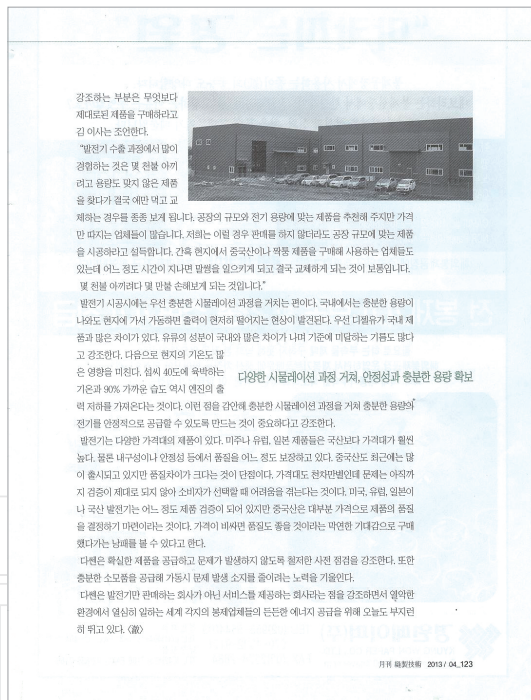 강조하는 부분은 무엇보다
제대로된 제품을 구매하라고
김 이사는 조언한다.
“발전기 수출 과정에서 많이
경험하는 것은 몇 천불 아끼
려고 용량도 맞지 않은 제품
을 찾다가 결국 애만 먹고 교
체하는 경우를 종종 보게 됩니다. 공장의 규모와 전기 용량에 맞는 제품을 추천해 주지만 가격
만 따지는 업체들이 많습니다. 저희는 이럴 경우 판매를 하지 않더라도 공장 규모에 맞는 제품
을 시공하라고 설득합니다. 간혹 현지에서 중국산이나 짝퉁 제품을 구매해 사용하는 업체들도
있는데 어느 정도 시간이 지나면 말썽을 일으키게 되고 결국 교체하게 되는 것이 보통입니다.
몇 천불 아끼려다 몇 만불 손해보게 되는 것입니다.”
발전기 시공시에는 우선 충분한 시뮬레이션 과정을 거치는 편이다. 국내에서는 충분한 용량이
나와도 현지에 가서 가동하면 출력이 현저히 떨어지는 현상이 발견된다. 우선 디젤유가 국내 제
품과 많은 차이가 있다. 유류의 성분이 국내와 많은 차이가 나며 기준에 미달하는 기름도 많다
고 강조한다. 다음으로 현지의 기온도 많
은 영향을 미친다. 섭씨 40도에 육박하는
기온과 90% 가까운 습도 역시 엔진의 출
다양한 시뮬레이션 과정 거쳐, 안정성과 충분한 용량 확보
력 저하를 가져온다는 것이다. 이런 점을 감안해 충분한 시뮬레이션 과정을 거쳐 충분한 용량의
전기를 안정적으로 공급할 수 있도록 만드는 것이 중요하다고 강조한다.
발전기는 다양한 가격대의 제품이 있다. 미주나 유럽, 일본 제품들은 국산보다 가격대가 훨씬
높다. 물론 내구성이나 안정성 등에서 품질을 어느 정도 보장하고 있다. 중국산도 최근에는 많
이 출시되고 있지만 품질차이가 크다는 것이 단점이다. 가격대도 천차만별인데 문제는 아직까
지 검증이 제대로 되지 않아 소비자가 선택할 때 어려움을 겪는다는 것이다. 미국, 유럽, 일본이
나 국산 발전기는 어느 정도 제품 검증이 되어 있지만 중국산은 대부분 가격으로 제품의 품질
을 결정하기 마련이라는 것이다. 가격이 비싸면 품질도 좋을 것이라는 막연한 기대감으로 구매
했다가는 낭패를 볼 수 있다고 한다.
다쎈은 확실한 제품을 공급하고 문제가 발생하지 않도록 철저한 사전 점검을 강조한다. 또한
충분한 소모품을 공급해 가동시 문제 발생 소지를 줄이려는 노력을 기울인다.
다쎈은 발전기만 판매하는 회사가 아닌 서비스를 제공하는 회사라는 점을 강조하면서 열악한
환경에서 열심히 일하는 세계 각지의 봉제업체들의 든든한 에너지 공급을 위해 오늘도 부지런
히 뛰고 있다. 〈澈〉
月刊 縫製技術 2013 / 04_123